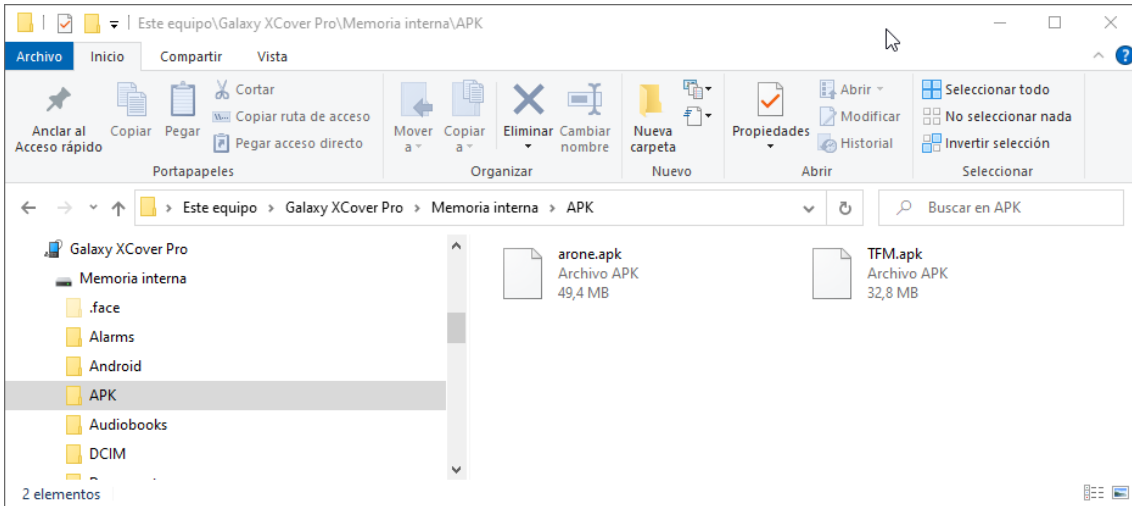 Este equipo\Galaxy XCover Pro\Memoria interna\APK
Archivo Inicio Compartir Vista
Anclar al
Acceso rápido
Copiar
Pegar
Cortar
Copiar ruta de acceso
Pegar acceso directo
Portapapeles
Mover
a
Copiar
a
Eliminar
Cambiar
nombre
Organizar
Nueva
carpeta
Nuevo
Propiedades
Abrir
Modificar
Historial
Abrir
Seleccionar todo
No seleccionar nada
Invertir selección
Seleccionar
Este equipo > Galaxy XCover Pro > Memoria interna > APK
Buscar en APK
Galaxy XCover Pro
Memoria interna
.face
Alarms
Android
APK
Audiobooks
DCIM
arone.apk
Archivo APK
49,4 MB
TFM.apk
Archivo APK
32,8 MB
2 elementos